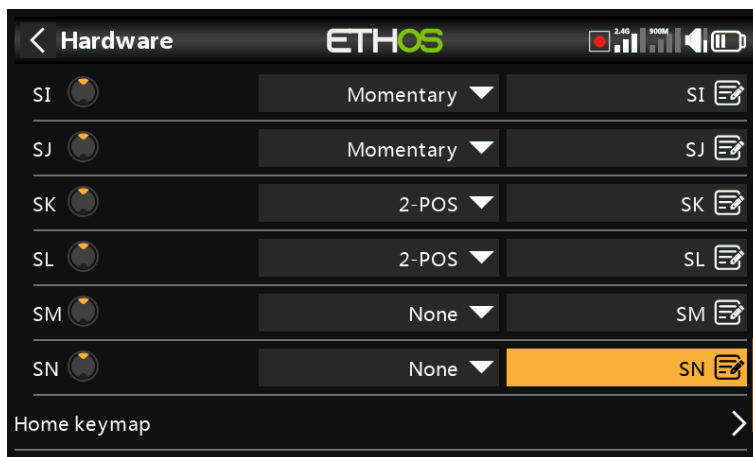 Hardware ETHOS 2.4G 900M
SI Momentary SI
SJ Momentary SJ
SK 2-POS SK
SL 2-POS SL
SM None SM
SN None SN
Home keymap